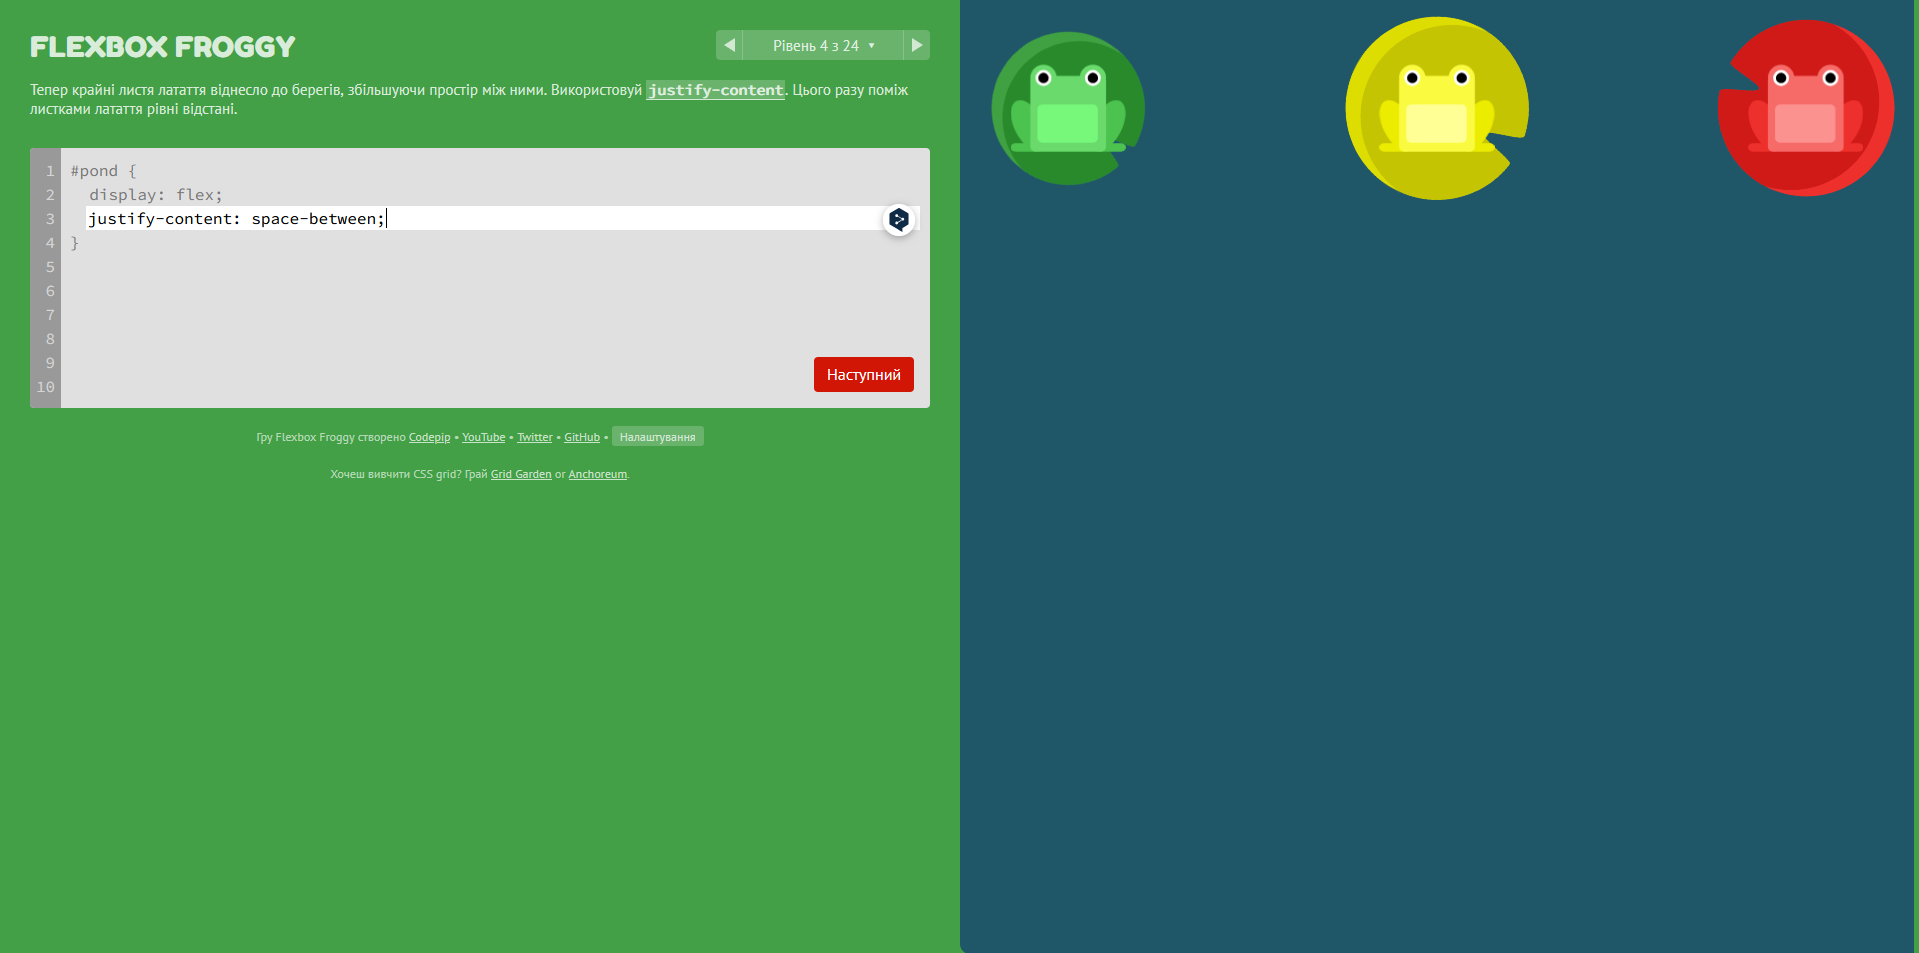 FLEXBOX FROGGY
Рівень 4 з 24 ▼
Тепер крайні листя латаття віднесло до берегів, збільшуючи простір між ними. Використовуй justify-content. Цього разу поміж
листками латаття рівні відстані.
1 #pond {
2 display: flex;
3 justify-content: space-between;
4 }
5
6
7
8
9
10
Наступний
Гру Flexbox Froggy створено Codepip • YouTube • Twitter • GitHub • Налаштування
Хочеш вивчити CSS grid? Грай Grid Garden or Anchoreum.